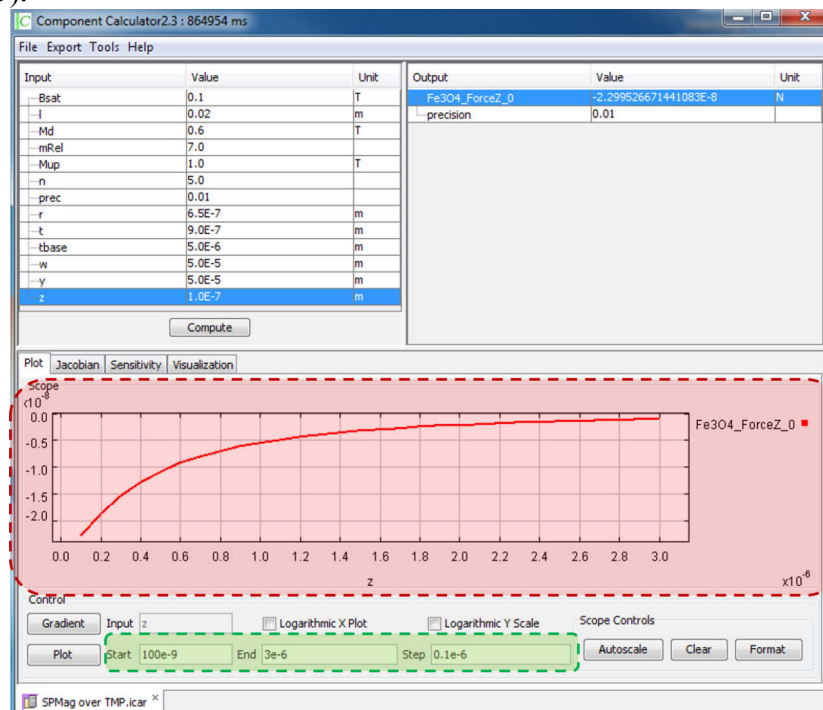 Component Calculator2.3 : 864954 ms
File Export Tools Help
Input Value Unit
Bsat 0.1 T
l 0.02 m
Md 0.6 T
mRel 7.0
Mup 1.0 T
n 5.0
prec 0.01
r 6.5E-7 m
t 9.0E-7 m
tbase 5.0E-6 m
w 5.0E-5 m
y 5.0E-5 m
z 1.0E-7 m
Compute
Output Value Unit
Fe3O4_ForceZ_0 -2.299526671441083E-8 N
precision 0.01
Plot Jacobian Sensitivity Visualization
Scope
x10-8
0.0
-0.5
-1.0
-1.5
-2.0
0.0 0.2 0.4 0.6 0.8 1.0 1.2 1.4 1.6 1.8 2.0 2.2 2.4 2.6 2.8 3.0
z
x10-6
Fe3O4_ForceZ_0
Control
Gradient Input z Logarithmic X Plot Logarithmic Y Scale
Plot Start 100e-9 End 3e-6 Step 0.1e-6
Scope Controls
Autoscale Clear Format
SPMag over TMP.icar ×